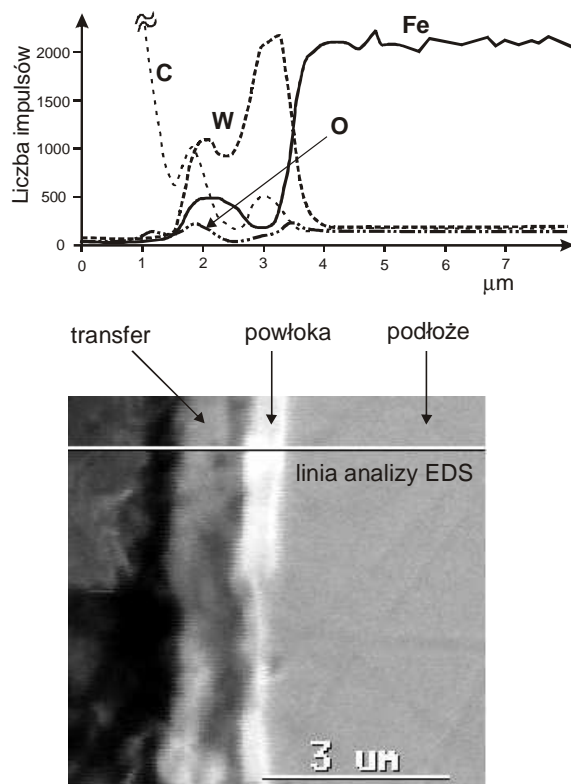 Liczba impulsów
2000
1500
1000
500
0
C
W
O
Fe
0 1 2 3 4 5 6 7
μm
transfer powłoka podłoże
linia analizy EDS
3 um